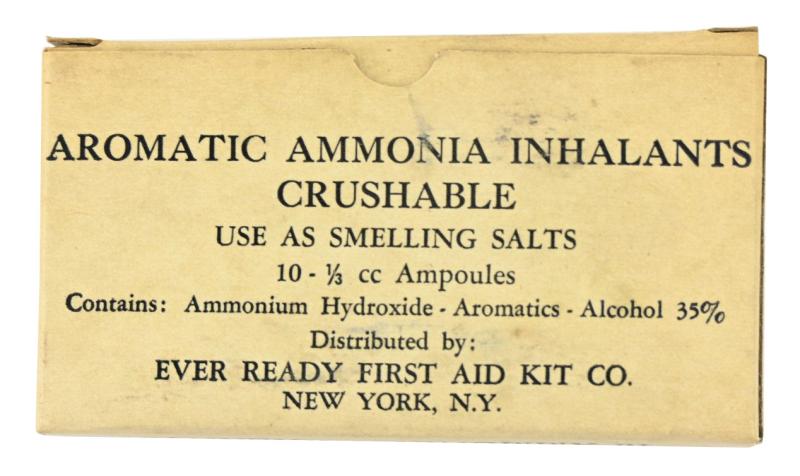 AROMATIC AMMONIA INHALANTS
CRUSHABLE
USE AS SMELLING SALTS
10 - ⅓ cc Ampoules
Contains: Ammonium Hydroxide - Aromatics - Alcohol 35%
Distributed by:
EVER READY FIRST AID KIT CO.
NEW YORK, N.Y.